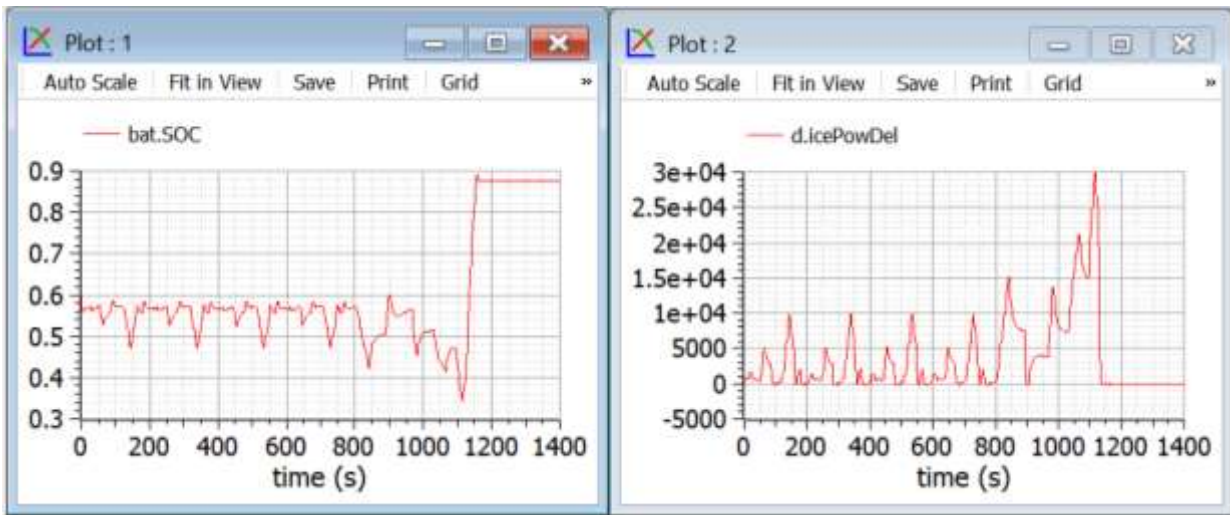 Plot : 1
Auto Scale Fit in View Save Print Grid »
bat.SOC
0.9
0.8
0.7
0.6
0.5
0.4
0.3
0 200 400 600 800 1000 1200 1400
time (s)
Plot : 2
Auto Scale Fit in View Save Print Grid »
d.icePowDel
3e+04
2.5e+04
2e+04
1.5e+04
1e+04
5000
0
-5000
0 200 400 600 800 1000 1200 1400
time (s)